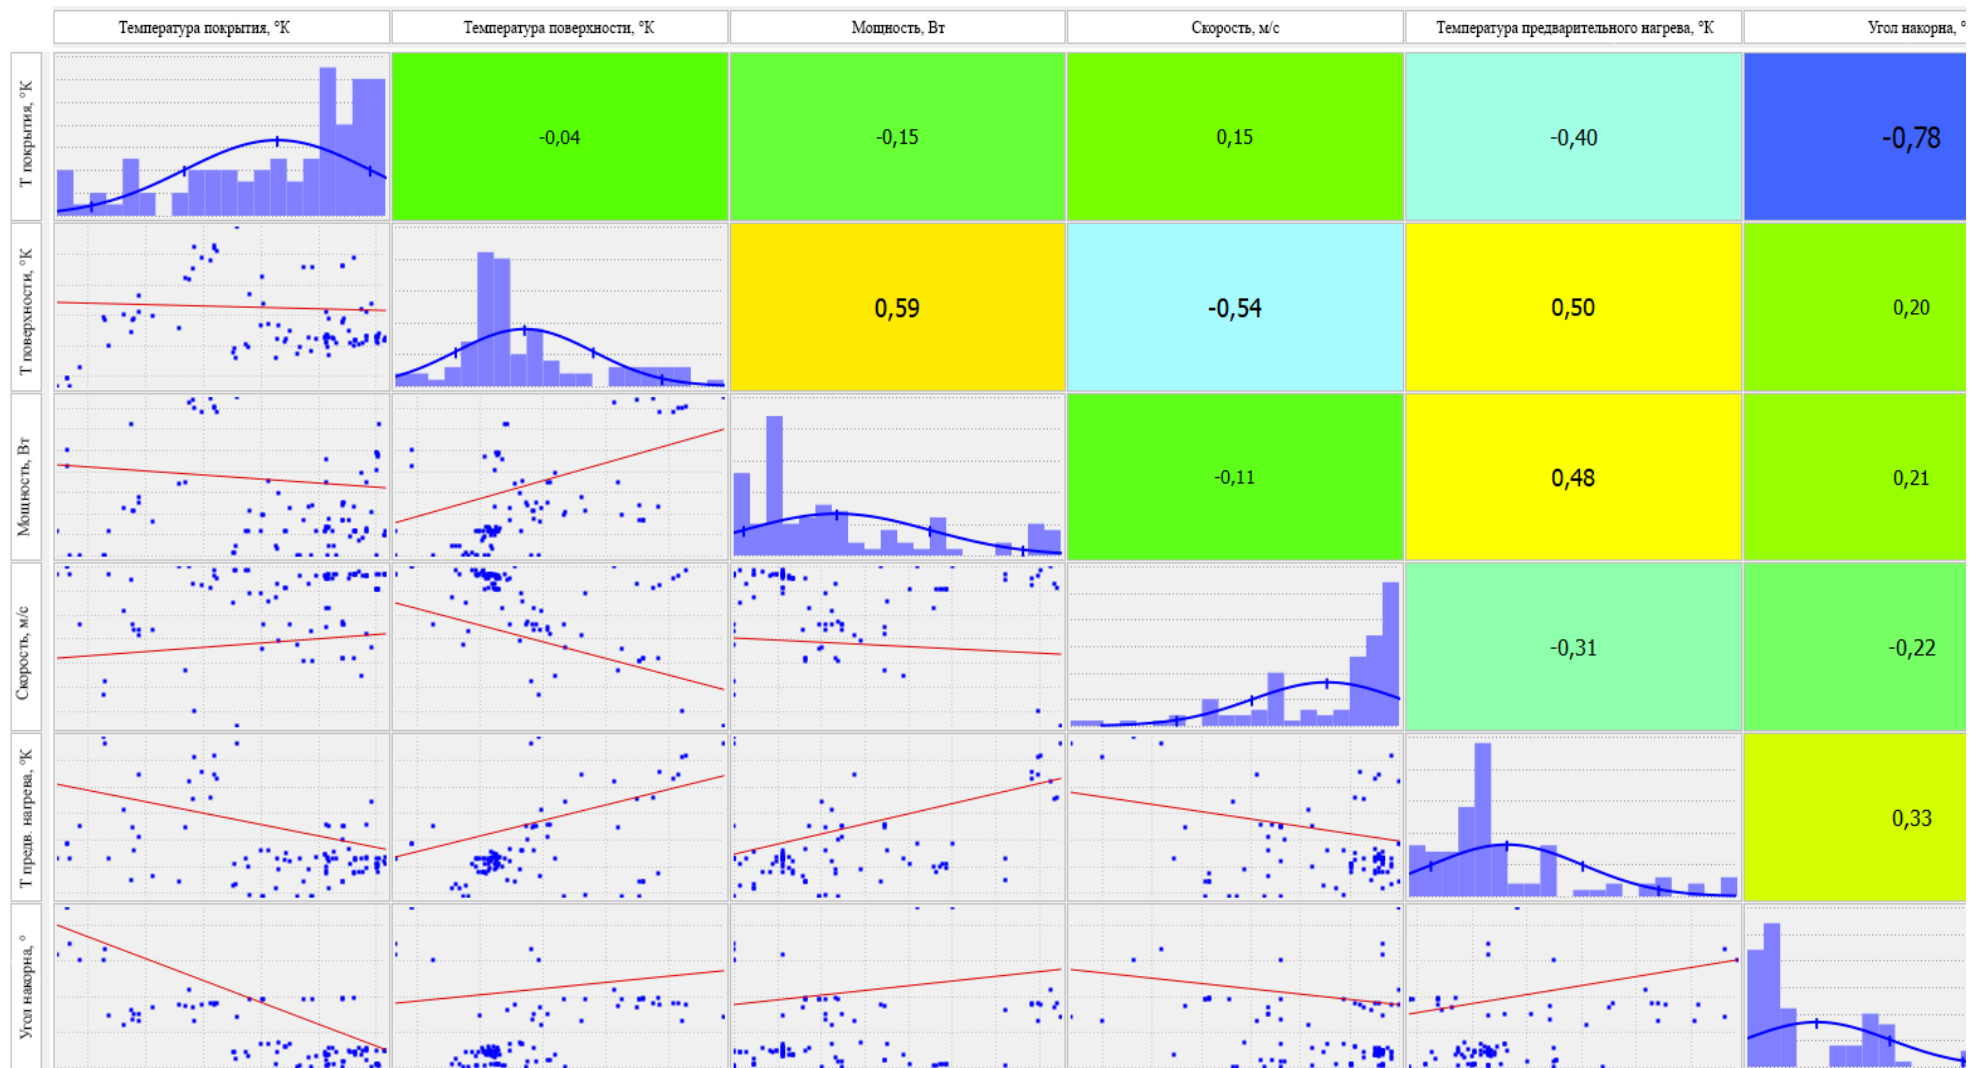 Температура покрытия, °К
Температура поверхности, °К
Мощность, Вт
Скорость, м/с
Температура предварительного нагрева, °К
Угол накорна, °
Т покрытия, °К
-0,04
-0,15
0,15
-0,40
-0,78
Т поверхности, °К
0,59
-0,54
0,50
0,20
Мощность, Вт
-0,11
0,48
0,21
Скорость, м/с
-0,31
-0,22
Т предв. нагрева, °К
0,33
Угол накорна, °